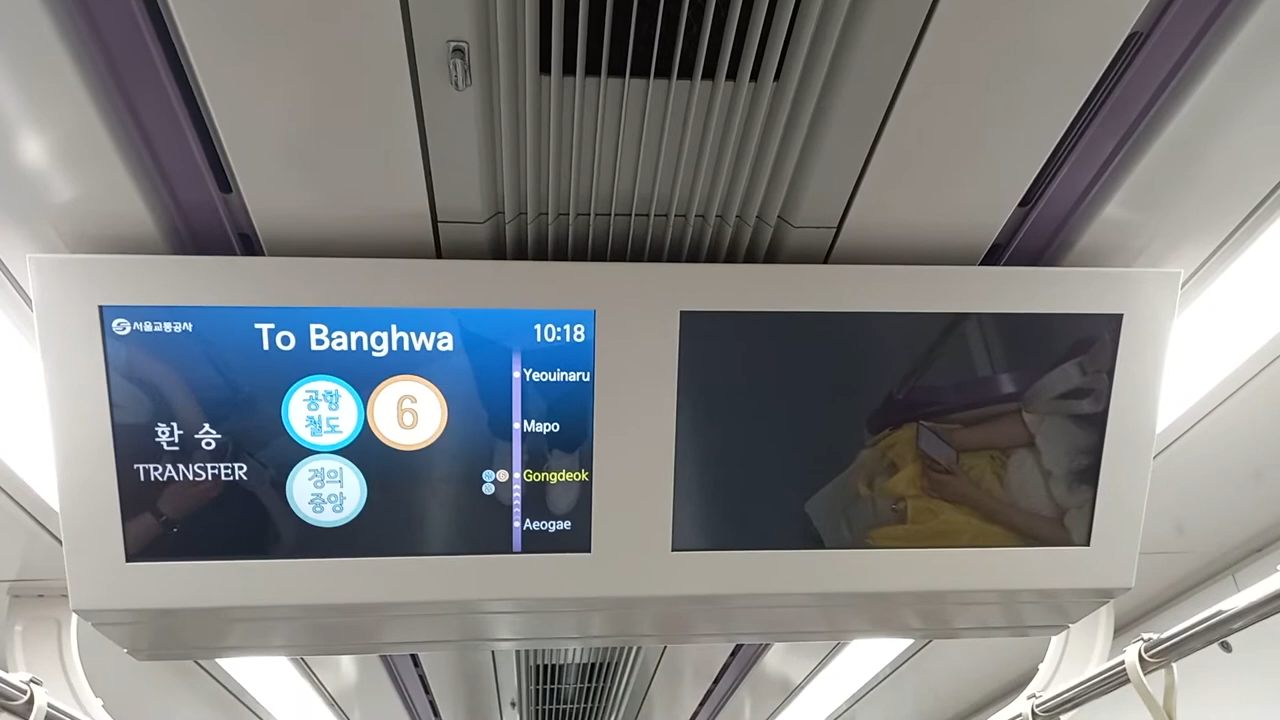 서울교통공사
To Banghwa
10:18
환승
TRANSFER
공항
철도
6
경의
중앙
Yeouinaru
Mapo
Gongdeok
Aeogae